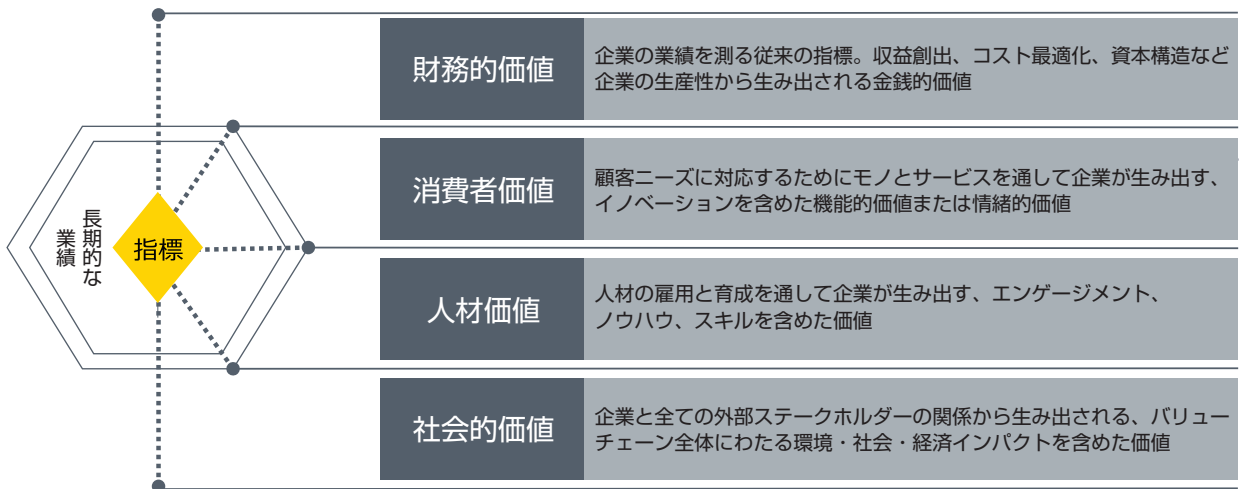 長期的な
業績
指標
財務的価値
企業の業績を測る従来の指標。収益創出、コスト最適化、資本構造など
企業の生産性から生み出される金銭的価値
消費者価値
顧客ニーズに対応するためにモノとサービスを通して企業が生み出す、
イノベーションを含めた機能的価値または情緒的価値
人材価値
人材の雇用と育成を通して企業が生み出す、エンゲージメント、
ノウハウ、スキルを含めた価値
社会的価値
企業と全ての外部ステークホルダーの関係から生み出される、バリュー
チェーン全体にわたる環境・社会・経済インパクトを含めた価値